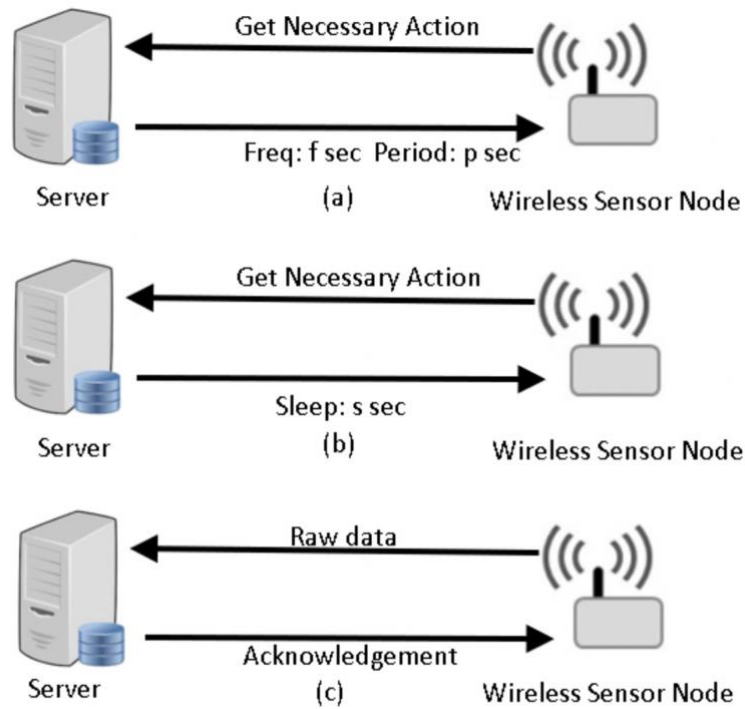 Get Necessary Action
Freq: f sec Period: p sec
Server
(a)
Wireless Sensor Node
Get Necessary Action
Sleep: s sec
Server
(b)
Wireless Sensor Node
Raw data
Acknowledgement
Server
(c)
Wireless Sensor Node